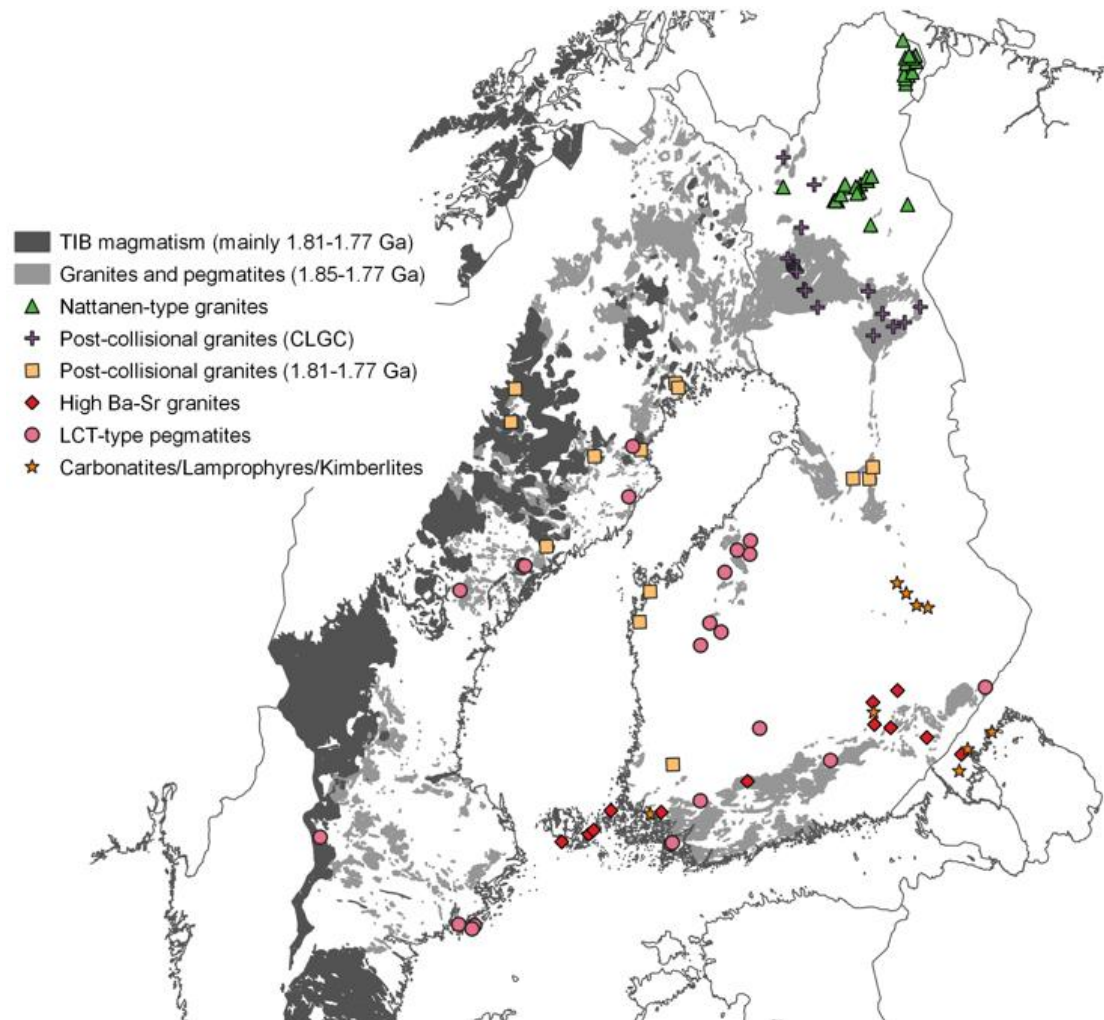 TIB magmatism (mainly 1.81-1.77 Ga)
Granites and pegmatites (1.85-1.77 Ga)
Nattanen-type granites
Post-collisional granites (CLGC)
Post-collisional granites (1.81-1.77 Ga)
High Ba-Sr granites
LCT-type pegmatites
Carbonatites/Lamprophyres/Kimberlites